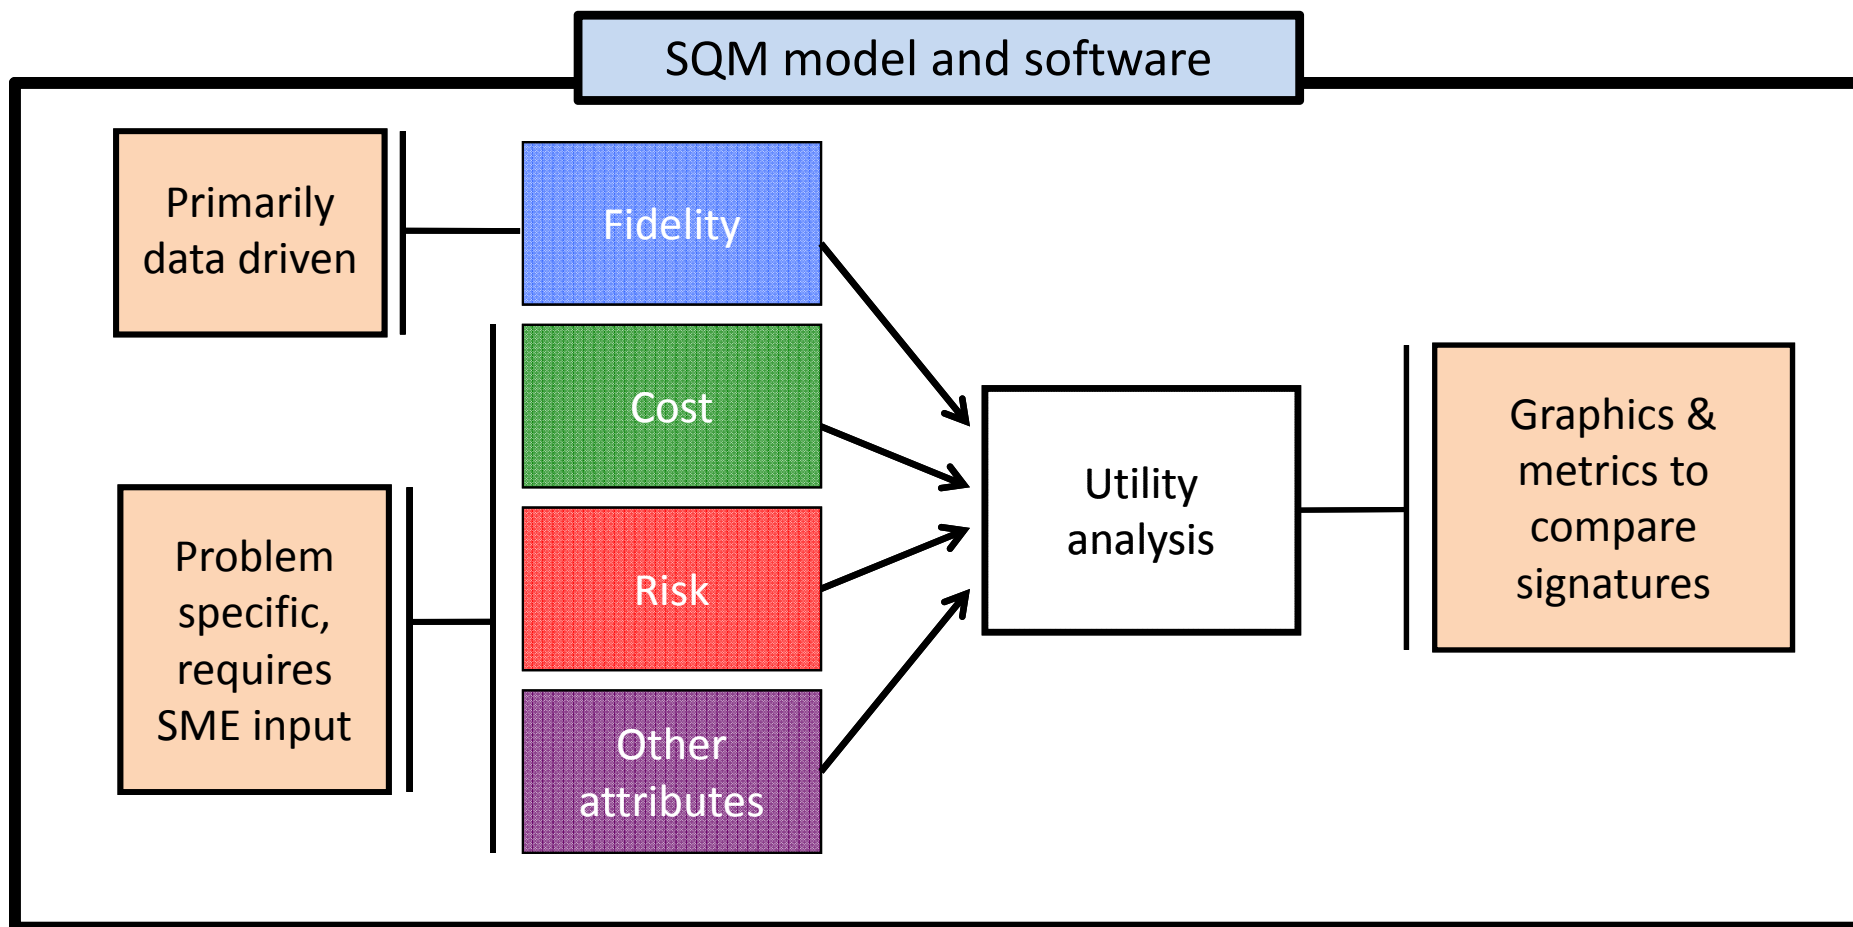 SQM model and software
Primarily
data driven
Fidelity
Cost
Problem
specific,
requires
SME input
Risk
Other
attributes
Utility
analysis
Graphics &
metrics to
compare
signatures